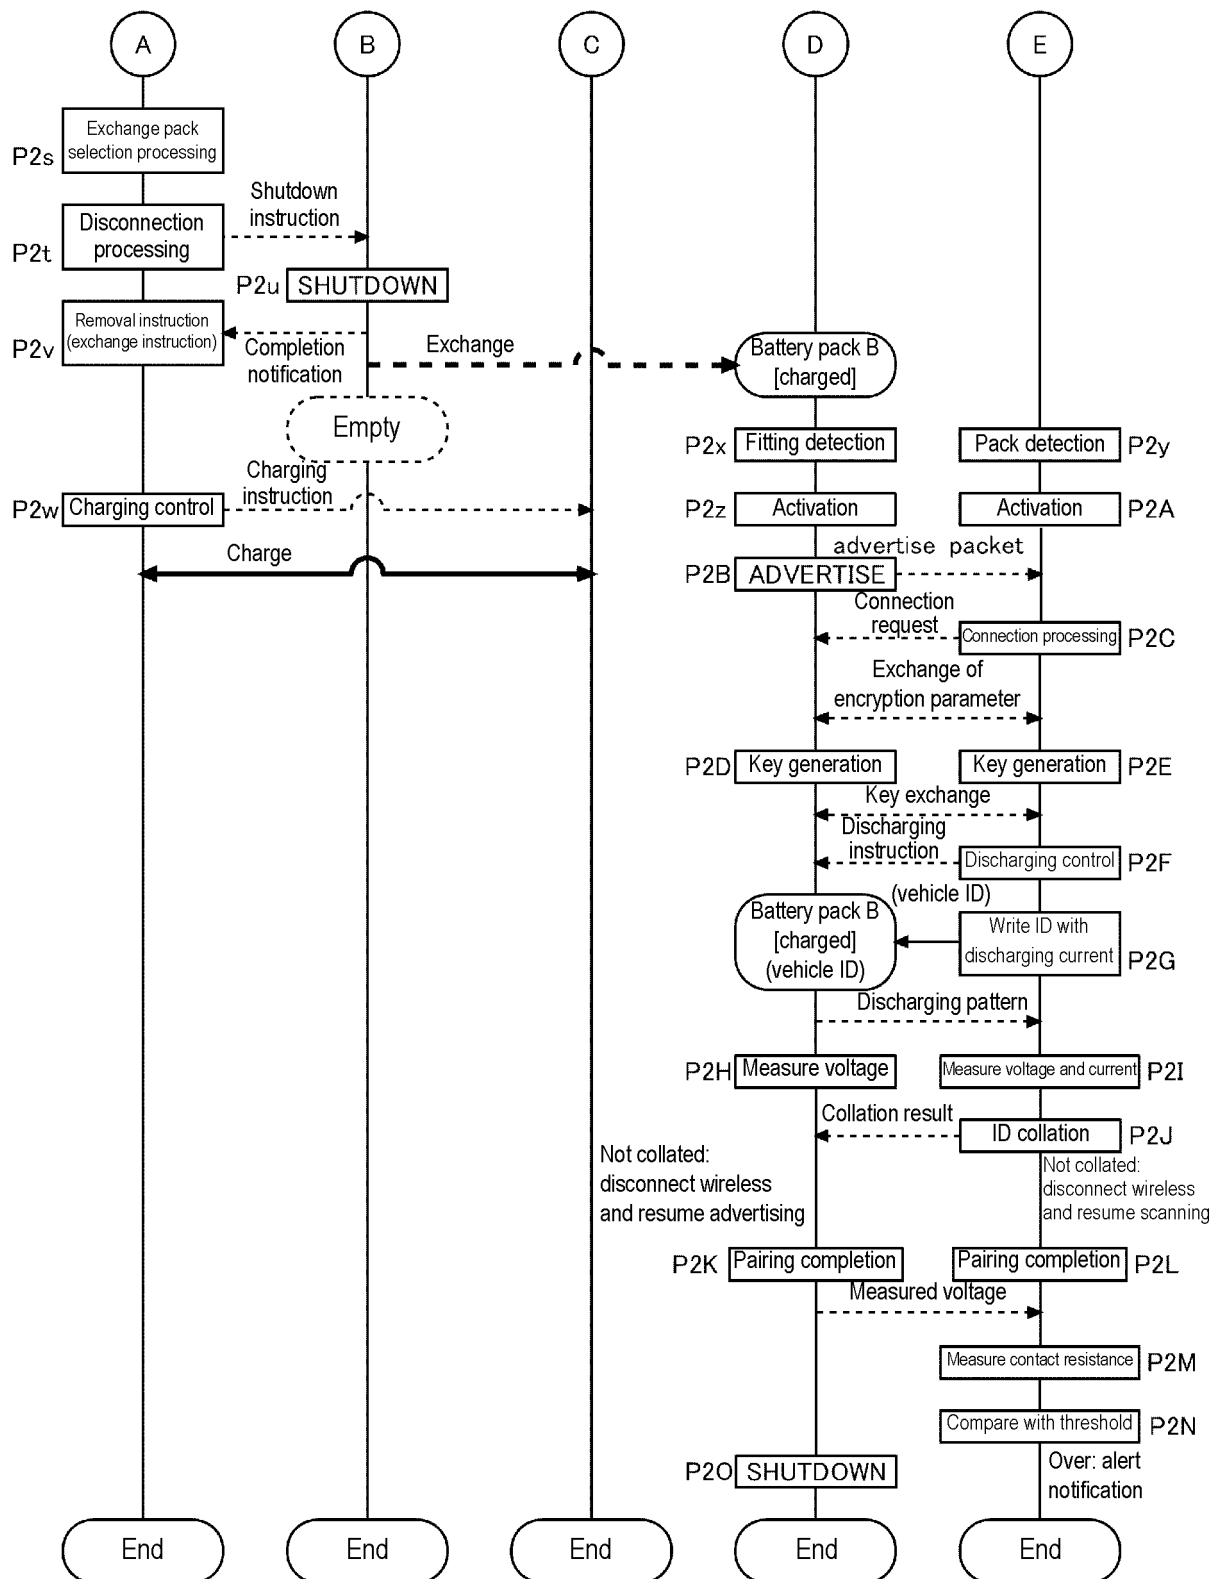 A
B
C
D
E
Exchange pack
selection processing
P2s
Shutdown
instruction
Disconnection
processing
P2t
P2u
SHUTDOWN
Removal instruction
(exchange instruction)
P2v
Completion
notification
Exchange
Battery pack B
[charged]
Empty
P2x
Fitting detection
Pack detection
P2y
Charging
instruction
P2w
Charging control
P2z
Activation
Activation
P2A
Charge
advertise packet
P2B
ADVERTISE
Connection
request
Connection processing
P2C
Exchange of
encryption parameter
P2D
Key generation
Key generation
P2E
Key exchange
Discharging
instruction
Discharging control
P2F
(vehicle ID)
Battery pack B
[charged]
(vehicle ID)
Write ID with
discharging current
P2G
Discharging pattern
P2H
Measure voltage
Measure voltage and current
P2I
Collation result
ID collation
P2J
Not collated:
disconnect wireless
and resume advertising
Not collated:
disconnect wireless
and resume scanning
P2K
Pairing completion
Pairing completion
P2L
Measured voltage
Measure contact resistance
P2M
Compare with threshold
P2N
P2O
SHUTDOWN
Over: alert
notification
End
End
End
End
End